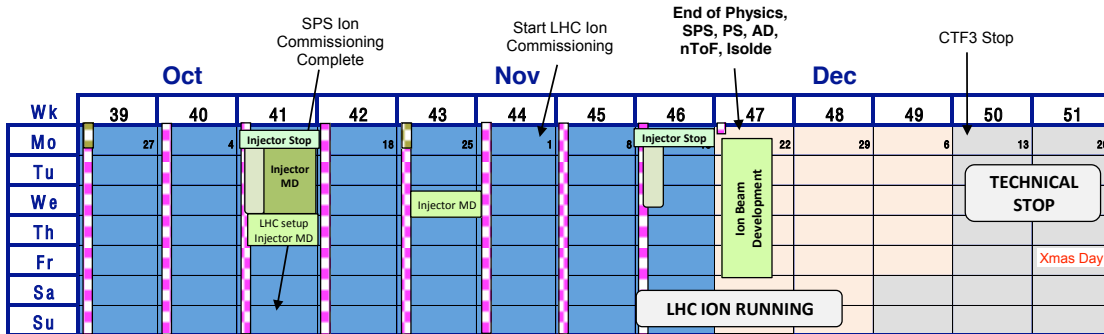 SPS Ion
Commissioning
Complete
Start LHC Ion
Commissioning
End of Physics,
SPS, PS, AD,
nToF, Isolde
CTF3 Stop
Oct Nov Dec
Wk 39 40 41 42 43 44 45 46 47 48 49 50 51
Mo 27 4 Injector Stop 18 25 1 8 Injector Stop 22 29 6 13 20
Tu
We
Th
Fr
Sa
Su
Injector
MD
LHC setup
Injector MD
Injector MD
Ion Beam
Development
TECHNICAL
STOP
Xmas Day
LHC ION RUNNING